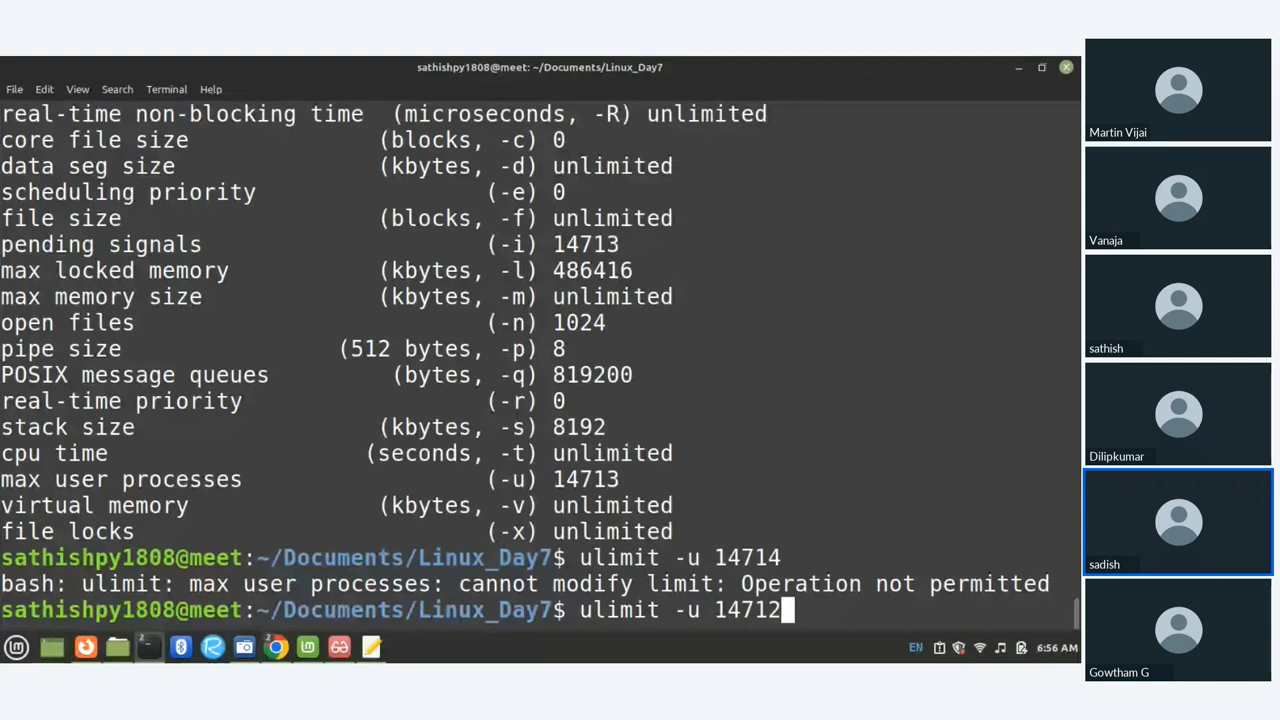 sathishpy1808@meet: ~/Documents/Linux_Day7
File Edit View Search Terminal Help
real-time non-blocking time (microseconds, -R) unlimited
core file size (blocks, -c) 0
data seg size (kbytes, -d) unlimited
scheduling priority (-e) 0
file size (blocks, -f) unlimited
pending signals (-i) 14713
max locked memory (kbytes, -l) 486416
max memory size (kbytes, -m) unlimited
open files (-n) 1024
pipe size (512 bytes, -p) 8
POSIX message queues (bytes, -q) 819200
real-time priority (-r) 0
stack size (kbytes, -s) 8192
cpu time (seconds, -t) unlimited
max user processes (-u) 14713
virtual memory (kbytes, -v) unlimited
file locks (-x) unlimited
sathishpy1808@meet:~/Documents/Linux_Day7$ ulimit -u 14714
bash: ulimit: max user processes: cannot modify limit: Operation not permitted
sathishpy1808@meet:~/Documents/Linux_Day7$ ulimit -u 14712
EN 6:56 AM
Martin Vijai
Vanaja
sathish
Dilipkumar
sadish
Gowtham G